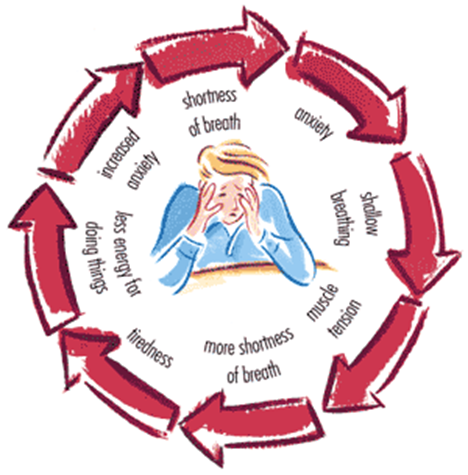 shortness
of breath
anxiety
shallow
breathing
muscle
tension
more shortness
of breath
tiredness
less energy for
doing things
increased
anxiety